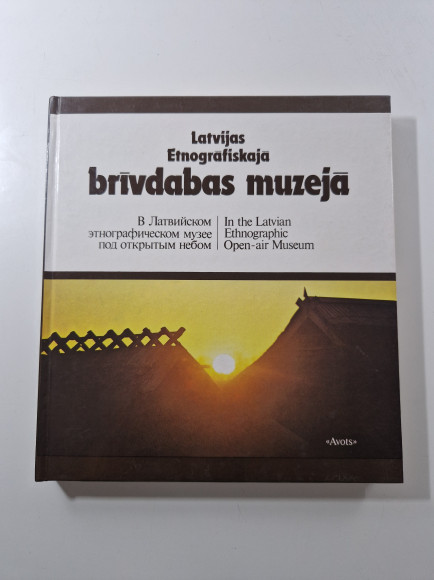 Latvijas
Etnogrāfiskajā
brīvdabas muzejā
В Латвийском
этнографическом музее
под открытым небом
In the Latvian
Ethnographic
Open-air Museum
«Avots»